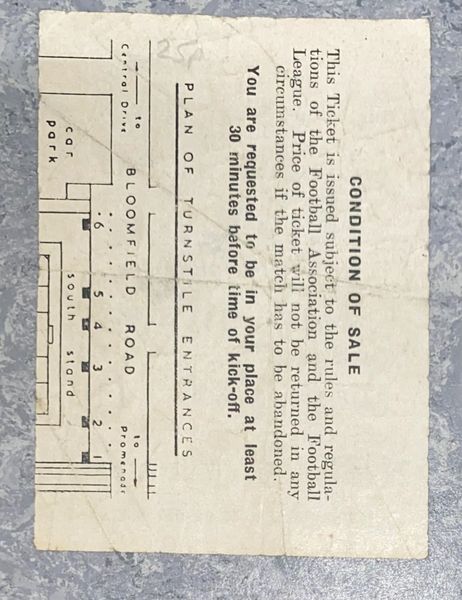 CONDITION OF SALE
This Ticket is issued subject to the rules and regula-
tions of the Football Association and the Football
League. Price of ticket will not be returned in any
circumstances if the match has to be abandoned.
You are requested to be in your place at least
30 minutes before time of kick-off.
PLAN OF TURNSTILE ENTRANCES
to
Central Drive
BLOOMFIELD ROAD
to
Promenade
car
park
6 5 4 3 2 1
south stand